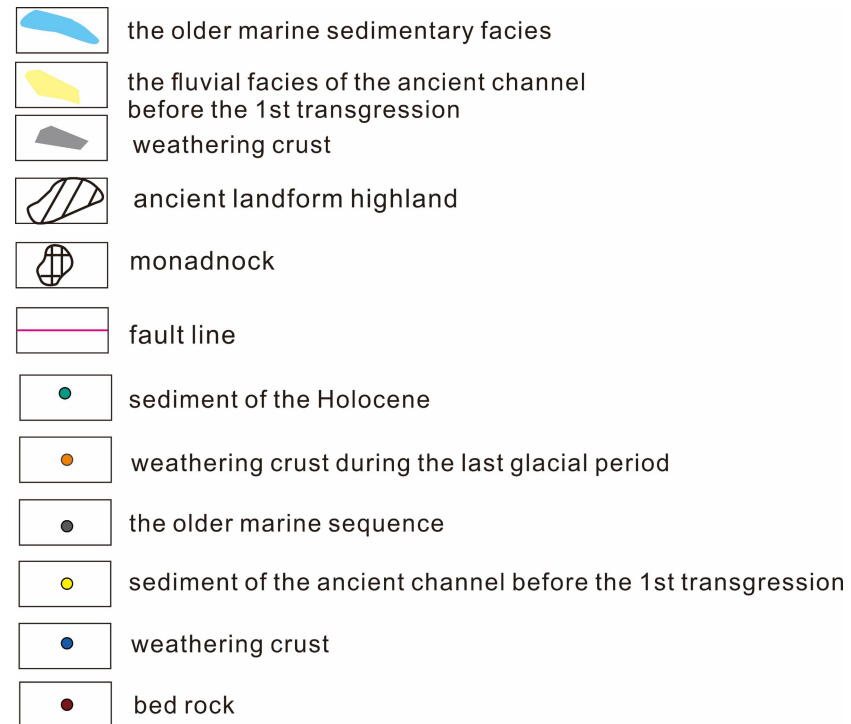 the older marine sedimentary facies
the fluvial facies of the ancient channel
before the 1st transgression
weathering crust
ancient landform highland
monadnock
fault line
sediment of the Holocene
weathering crust during the last glacial period
the older marine sequence
sediment of the ancient channel before the 1st transgression
weathering crust
bed rock